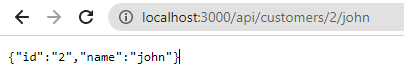 localhost:3000/api/customers/2/john
{"id":"2","name":"john"}